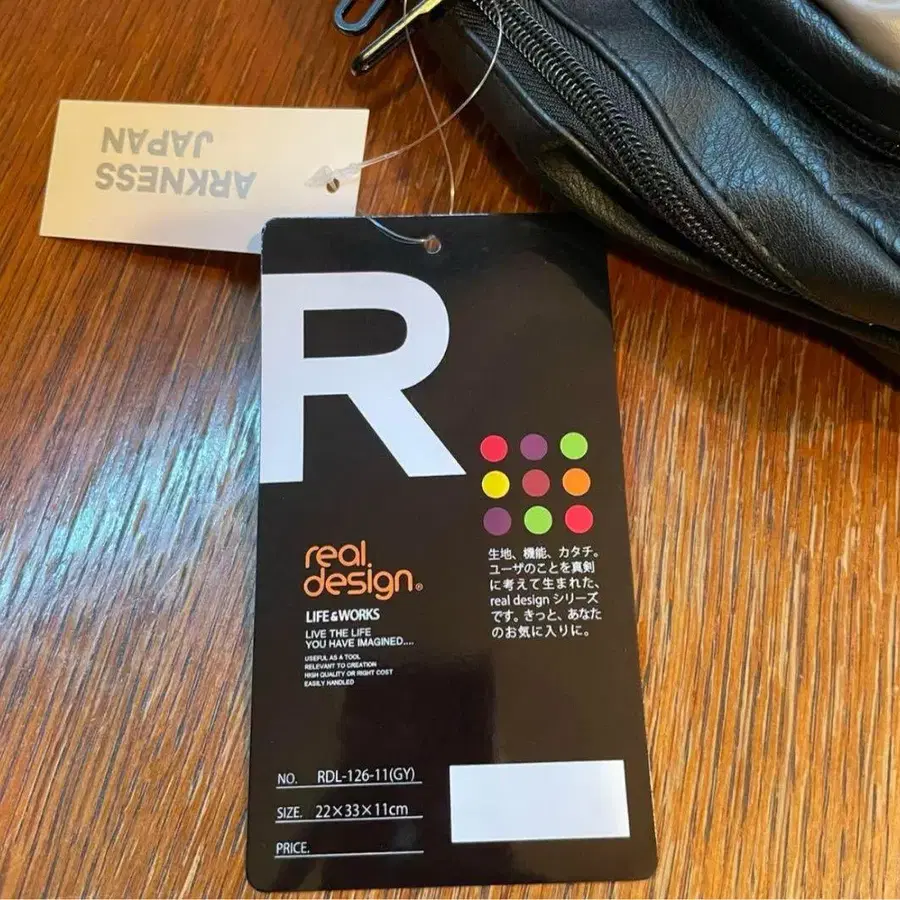 ARKNESS
JAPAN
R
real
design®
LIFE&WORKS
LIVE THE LIFE
YOU HAVE IMAGINED....
USEFUL AS A TOOL
RELEVANT TO CREATION
HIGH QUALITY OR RIGHT COST
EASILY HANDLED
生地、機能、カタチ。
ユーザのことを真剣
に考えて生まれた、
real design シリーズ
です。きっと、あなた
のお気に入りに。
NO. RDL-126-11(GY)
SIZE. 22×33×11cm
PRICE.